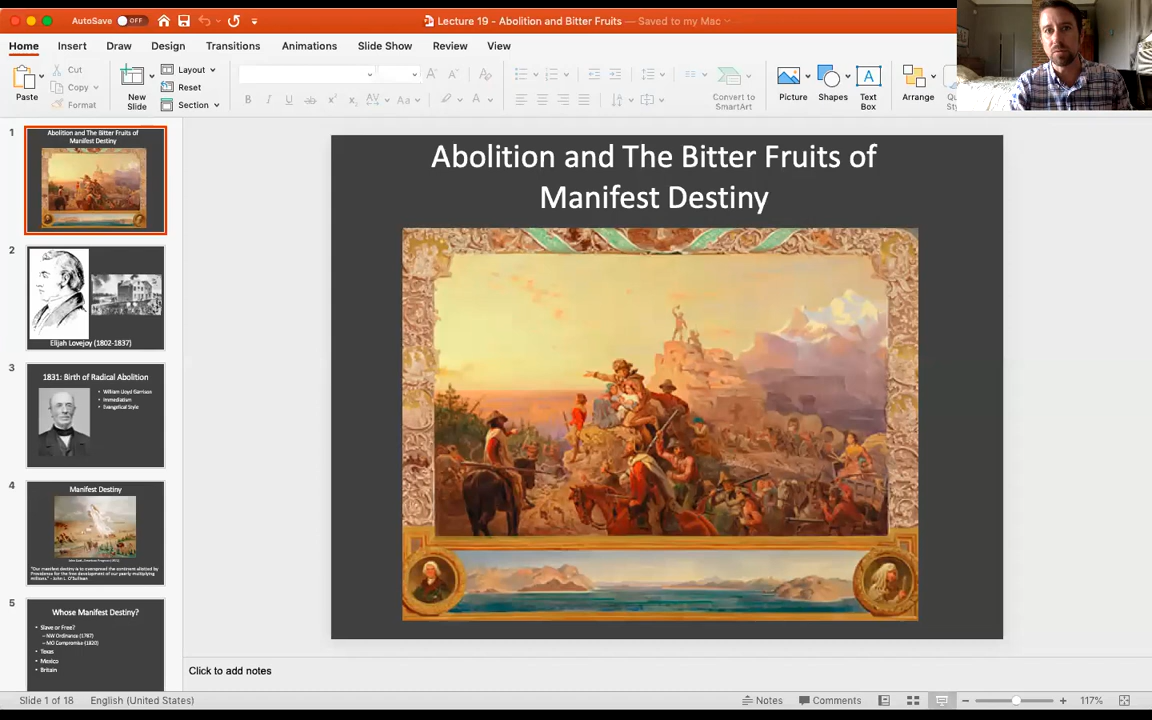 AutoSave OFF
Lecture 19 - Abolition and Bitter Fruits — Saved to my Mac
Home Insert Draw Design Transitions Animations Slide Show Review View
Paste
Cut
Copy
Format
New
Slide
Layout
Reset
Section
Convert to
SmartArt
Picture
Shapes
Text
Box
Arrange
1
Abolition and The Bitter Fruits of
Manifest Destiny
2
Elijah Lovejoy (1802-1837)
3
1831: Birth of Radical Abolition
• William Lloyd Garrison
• Immediatism
• Evangelical Style
4
Manifest Destiny
"Our manifest destiny is to overspread the continent allotted by
Providence for the free development of our yearly multiplying
millions." - John L. O'Sullivan
5
Whose Manifest Destiny?
• Slave or Free?
– NW Ordinance (1787)
– MO Compromise (1820)
• Texas
• Mexico
• Britain
Abolition and The Bitter Fruits of
Manifest Destiny
Click to add notes
Slide 1 of 18 English (United States)
Notes Comments 117%